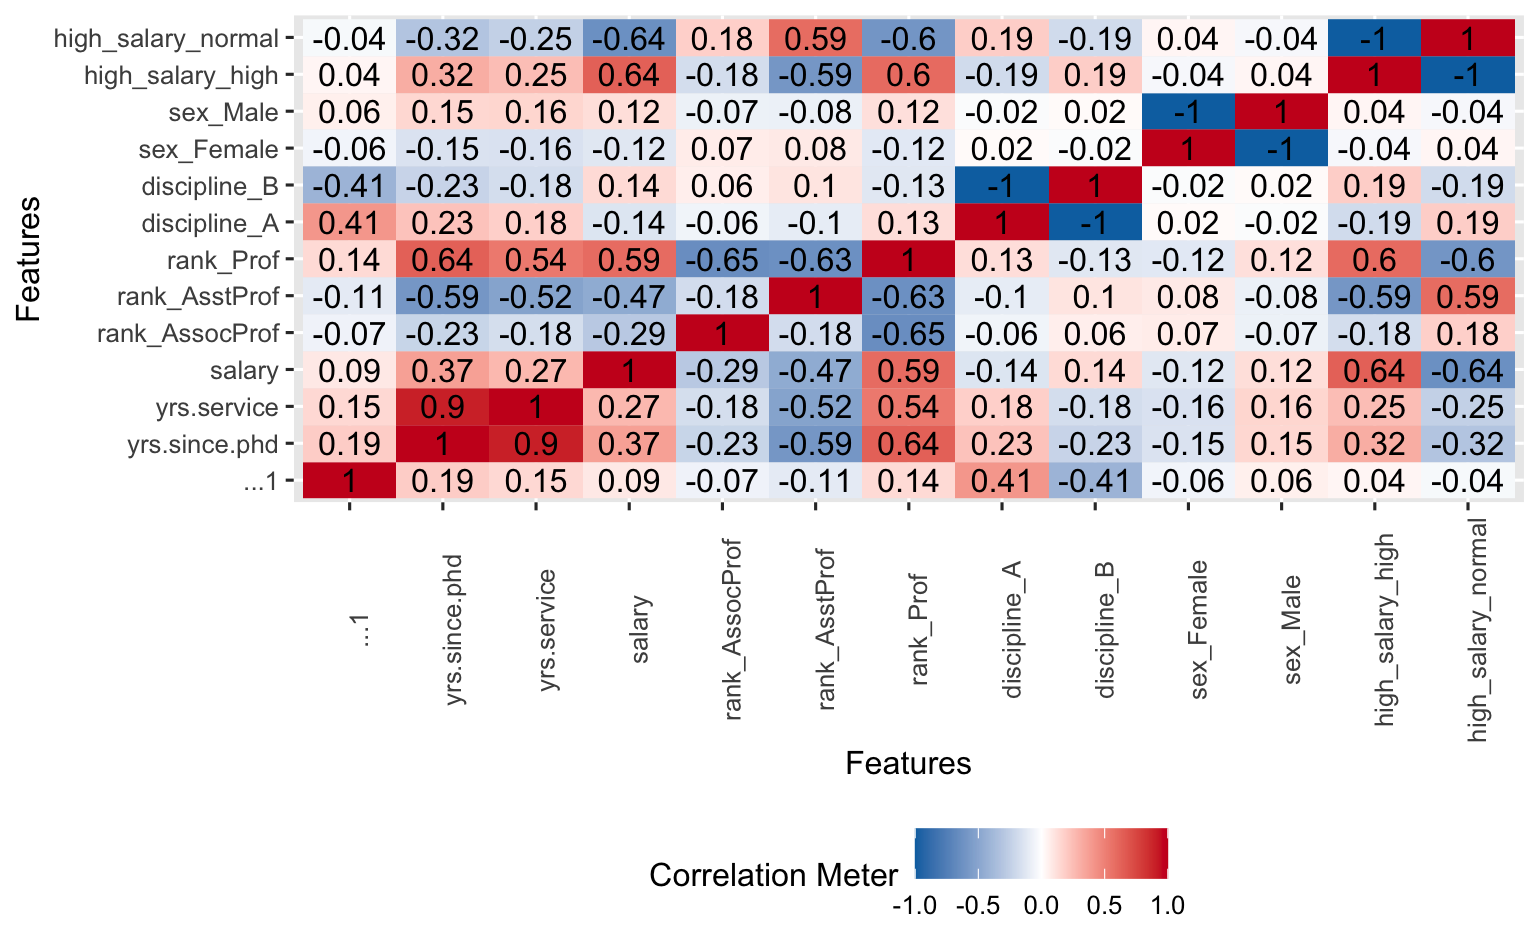 high_salary_normal -0.04 -0.32 -0.25 -0.64 0.18 0.59 -0.6 0.19 -0.19 0.04 -0.04 -1 1
high_salary_high 0.04 0.32 0.25 0.64 -0.18 -0.59 0.6 -0.19 0.19 -0.04 0.04 1 -1
sex_Male 0.06 0.15 0.16 0.12 -0.07 -0.08 0.12 -0.02 0.02 -1 1 0.04 -0.04
sex_Female -0.06 -0.15 -0.16 -0.12 0.07 0.08 -0.12 0.02 -0.02 1 -1 -0.04 0.04
discipline_B -0.41 -0.23 -0.18 0.14 0.06 0.1 -0.13 -1 1 -0.02 0.02 0.19 -0.19
discipline_A 0.41 0.23 0.18 -0.14 -0.06 -0.1 0.13 1 -1 0.02 -0.02 -0.19 0.19
rank_Prof 0.14 0.64 0.54 0.59 -0.65 -0.63 1 0.13 -0.13 -0.12 0.12 0.6 -0.6
rank_AsstProf -0.11 -0.59 -0.52 -0.47 -0.18 1 -0.63 -0.1 0.1 0.08 -0.08 -0.59 0.59
rank_AssocProf -0.07 -0.23 -0.18 -0.29 1 -0.18 -0.65 -0.06 0.06 0.07 -0.07 -0.18 0.18
salary 0.09 0.37 0.27 1 -0.29 -0.47 0.59 -0.14 0.14 -0.12 0.12 0.64 -0.64
yrs.service 0.15 0.9 1 0.27 -0.18 -0.52 0.54 0.18 -0.18 -0.16 0.16 0.25 -0.25
yrs.since.phd 0.19 1 0.9 0.37 -0.23 -0.59 0.64 0.23 -0.23 -0.15 0.15 0.32 -0.32
...1 1 0.19 0.15 0.09 -0.07 -0.11 0.14 0.41 -0.41 -0.06 0.06 0.04 -0.04
Features
...1
yrs.since.phd
yrs.service
salary
rank_AssocProf
rank_AsstProf
rank_Prof
discipline_A
discipline_B
sex_Female
sex_Male
high_salary_high
high_salary_normal
Features
Correlation Meter
-1.0 -0.5 0.0 0.5 1.0